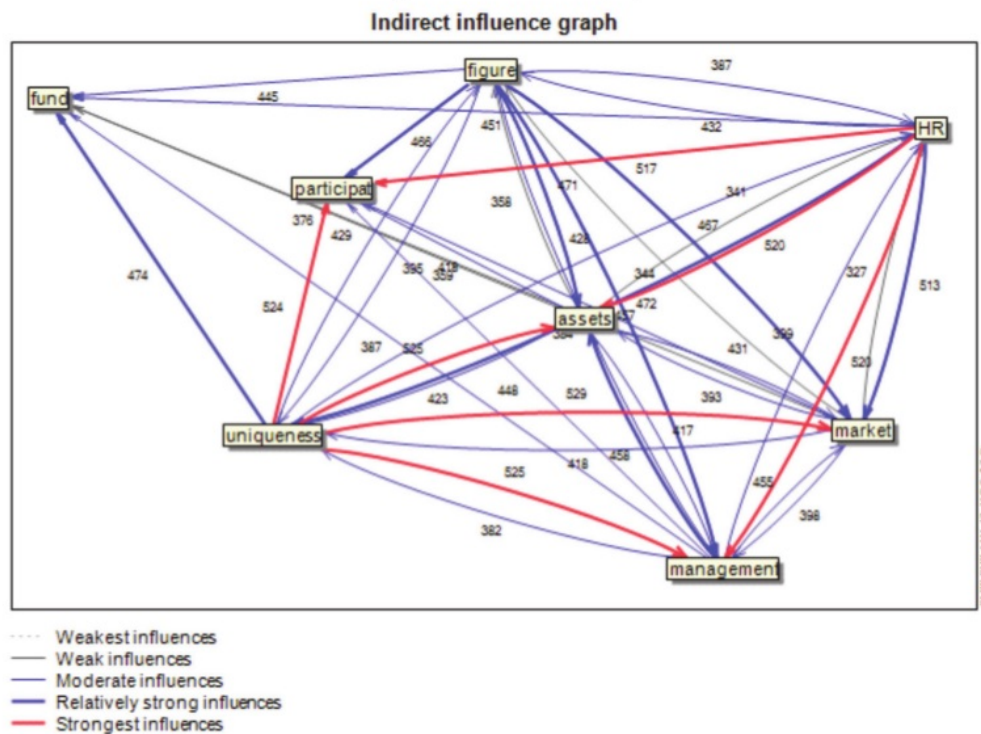 Indirect influence graph
figure
387
fund
445
HR
466
451
432
participat
517
471
341
358
376
429
467
428
520
395
418
359
344
327
474
472
513
524
assets
457
399
384
387
525
431
520
448
529
393
423
uniqueness
market
417
418
458
525
455
398
382
management
Weakest influences
Weak influences
Moderate influences
Relatively strong influences
Strongest influences